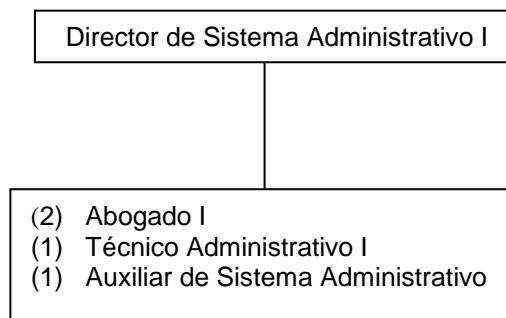 Director de Sistema Administrativo I
(2) Abogado I
(1) Técnico Administrativo I
(1) Auxiliar de Sistema Administrativo